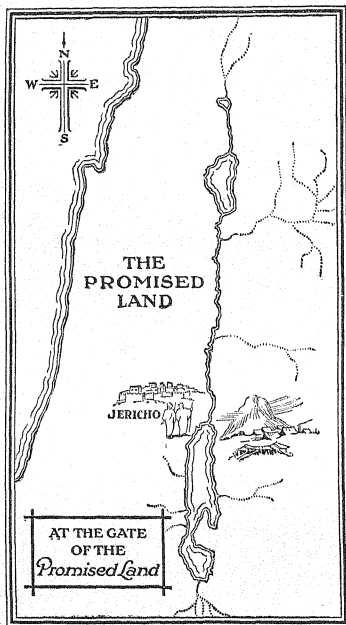 N
W E
S
THE
PROMISED
LAND
JERICHO
AT THE GATE
OF THE
Promised Land